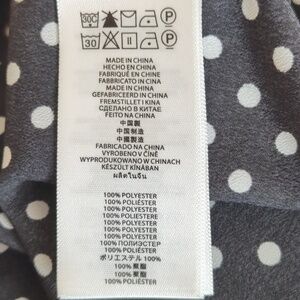 30°C P
30 P
MADE IN CHINA
HECHO EN CHINA
FABRIQUÉ EN CHINE
FABBRICATO IN CINA
MADE IN CHINA
GEFABRICEERD IN CHINA
FREMSTILLET I KINA
СДЕЛАНО В КИТАЕ
FEITO NA CHINA
中国製
中国制造
中國製造
FABRICADO NA CHINA
VYROBENO V ČÍNĚ
WYPRODUKOWANO W CHINACH
KÉSZÜLT KÍNÁBAN
ผลิตในจีน
100% POLYESTER
100% POLIÉSTER
100% POLYESTER
100% POLIESTERE
100% POLYESTER
100% POLYESTER
100% POLYESTER
100% ПОЛИЭСТЕР
100% POLIÉSTER
ポリエステル 100%
100% 聚酯
100% 聚酯